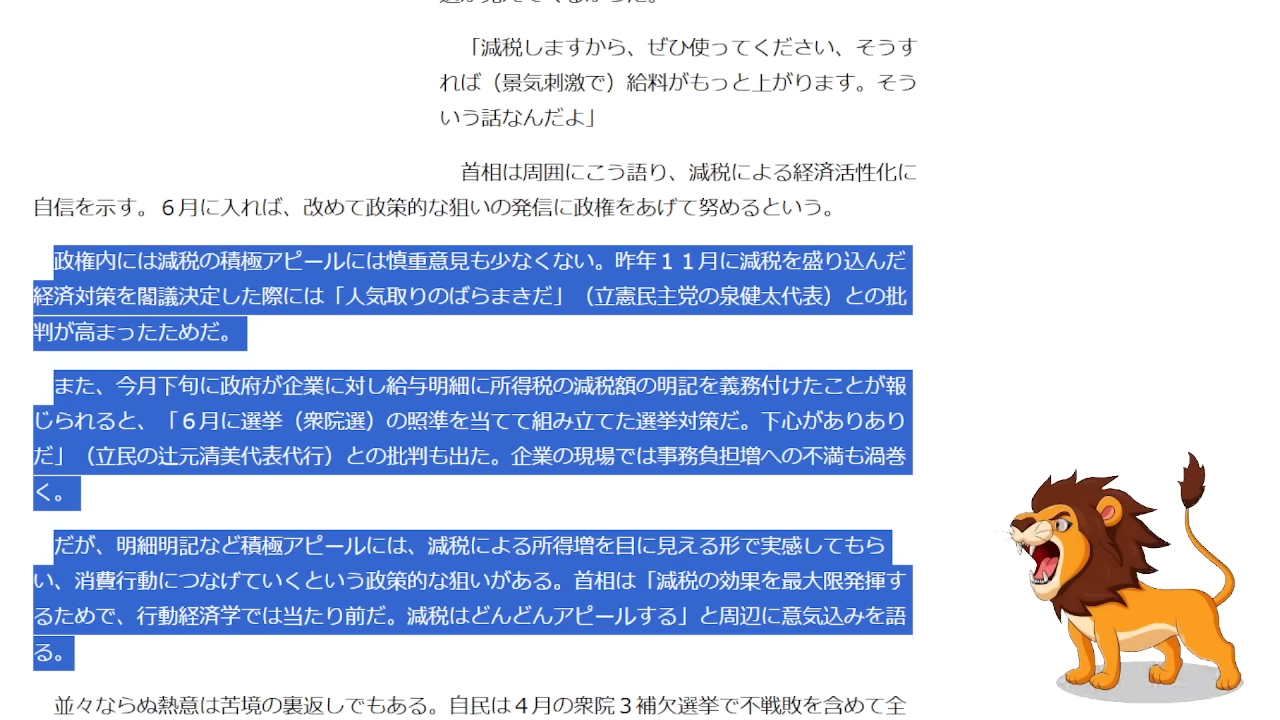 「減税しますから、ぜひ使ってください、そうす
れば（景気刺激で）給料がもっと上がります。そう
いう話なんだよ」
首相は周囲にこう語り、減税による経済活性化に
自信を示す。６月に入れば、改めて政策的な狙いの発信に政権をあげて努めるという。
政権内には減税の積極アピールには慎重意見も少なくない。昨年１１月に減税を盛り込んだ
経済対策を閣議決定した際には「人気取りのばらまきだ」（立憲民主党の泉健太代表）との批
判が高まったためだ。
また、今月下旬に政府が企業に対し給与明細に所得税の減税額の明記を義務付けたことが報
じられると、「６月に選挙（衆院選）の照準を当てて組み立てた選挙対策だ。下心がありあり
だ」（立民の辻元清美代表代行）との批判も出た。企業の現場では事務負担増への不満も渦巻
く。
だが、明細明記など積極アピールには、減税による所得増を目に見える形で実感してもら
い、消費行動につなげていくという政策的な狙いがある。首相は「減税の効果を最大限発揮す
るためで、行動経済学では当たり前だ。減税はどんどんアピールする」と周辺に意気込みを語
る。
並々ならぬ熱意は苦境の裏返しでもある。自民は４月の衆院３補欠選挙で不戦敗を含めて全